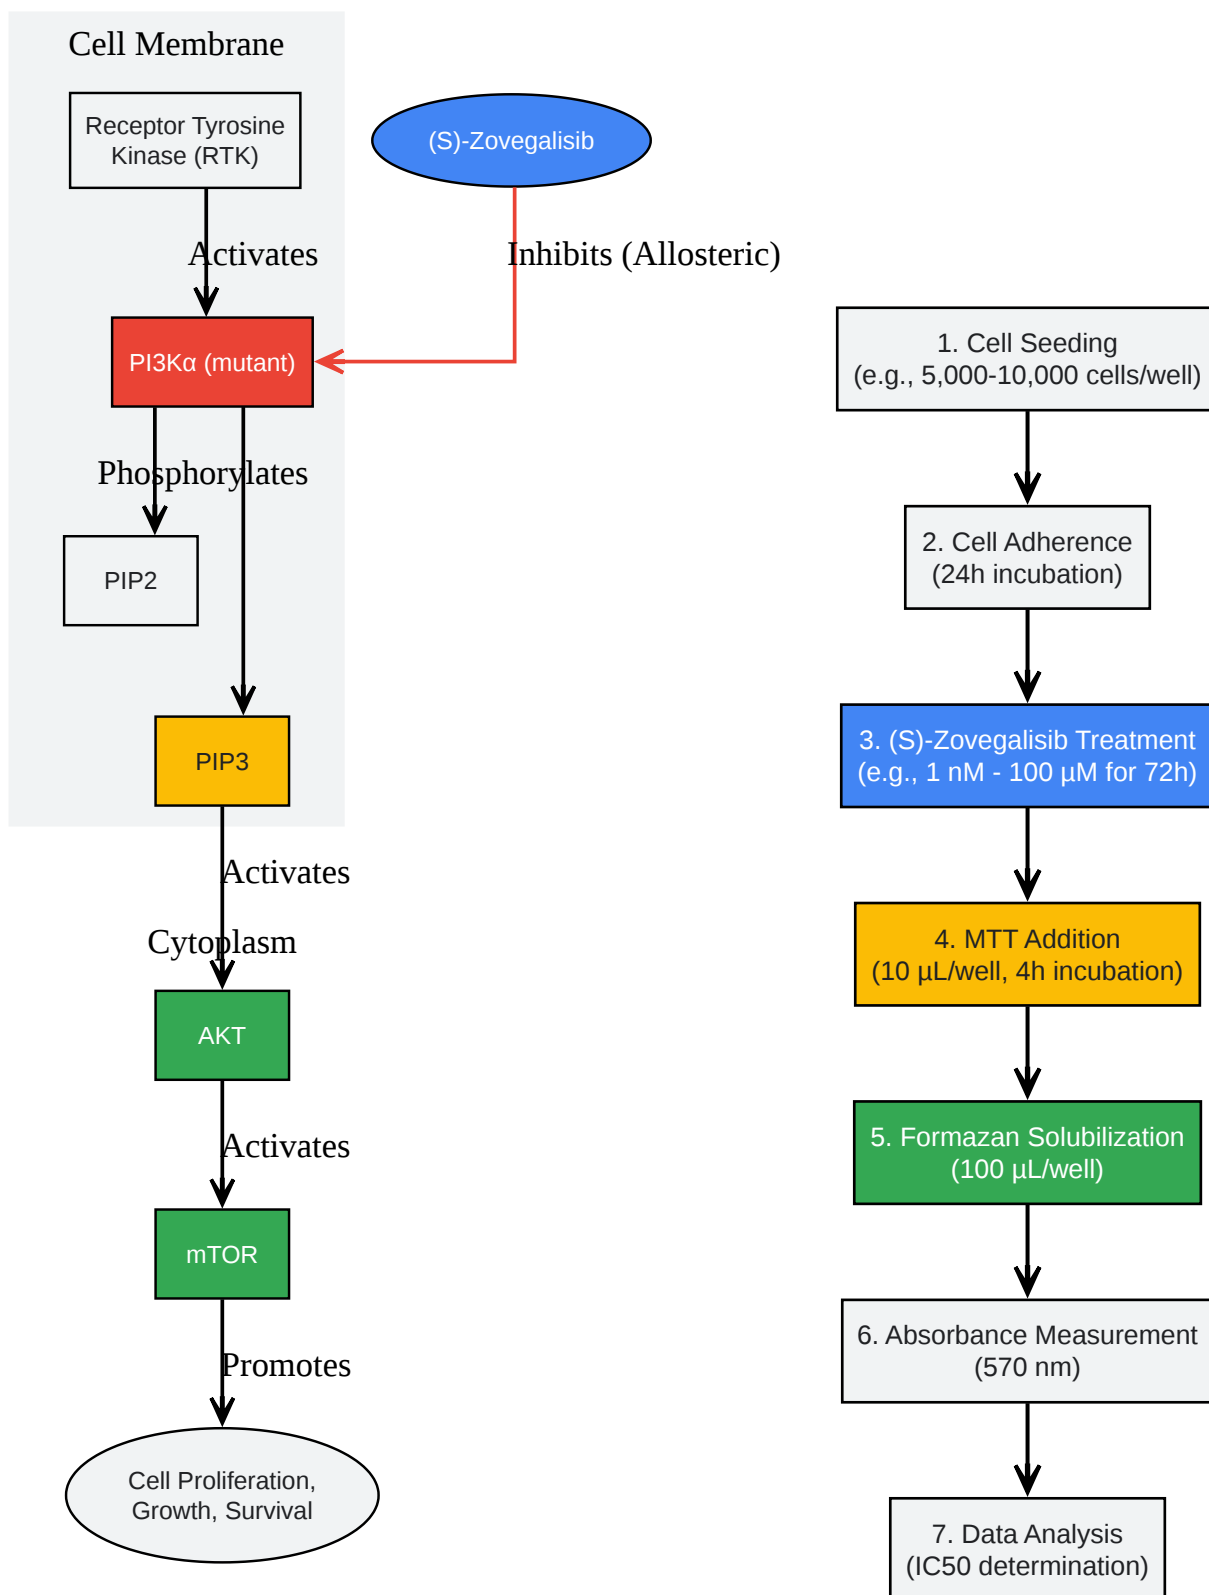 Cell Membrane
Receptor Tyrosine
Kinase (RTK)
(S)-Zovegalisib
Activates
Inhibits (Allosteric)
PI3Kα (mutant)
Phosphorylates
PIP2
PIP3
Activates
Cytoplasm
AKT
Activates
mTOR
Promotes
Cell Proliferation,
Growth, Survival
1. Cell Seeding
(e.g., 5,000-10,000 cells/well)
2. Cell Adherence
(24h incubation)
3. (S)-Zovegalisib Treatment
(e.g., 1 nM - 100 µM for 72h)
4. MTT Addition
(10 µL/well, 4h incubation)
5. Formazan Solubilization
(100 µL/well)
6. Absorbance Measurement
(570 nm)
7. Data Analysis
(IC50 determination)